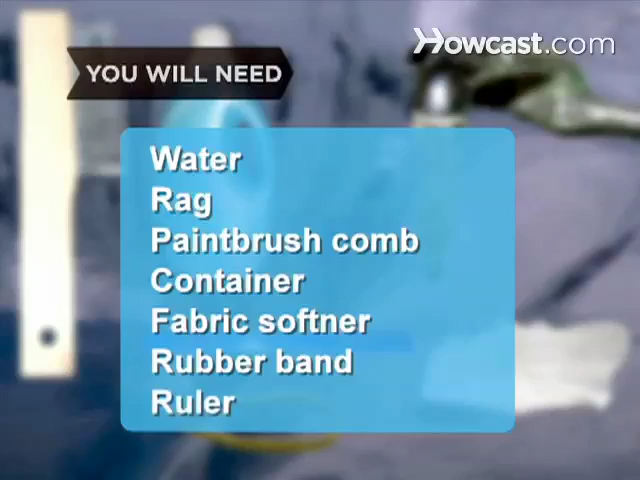 Howcast.com
YOU WILL NEED
Water
Rag
Paintbrush comb
Container
Fabric softner
Rubber band
Ruler